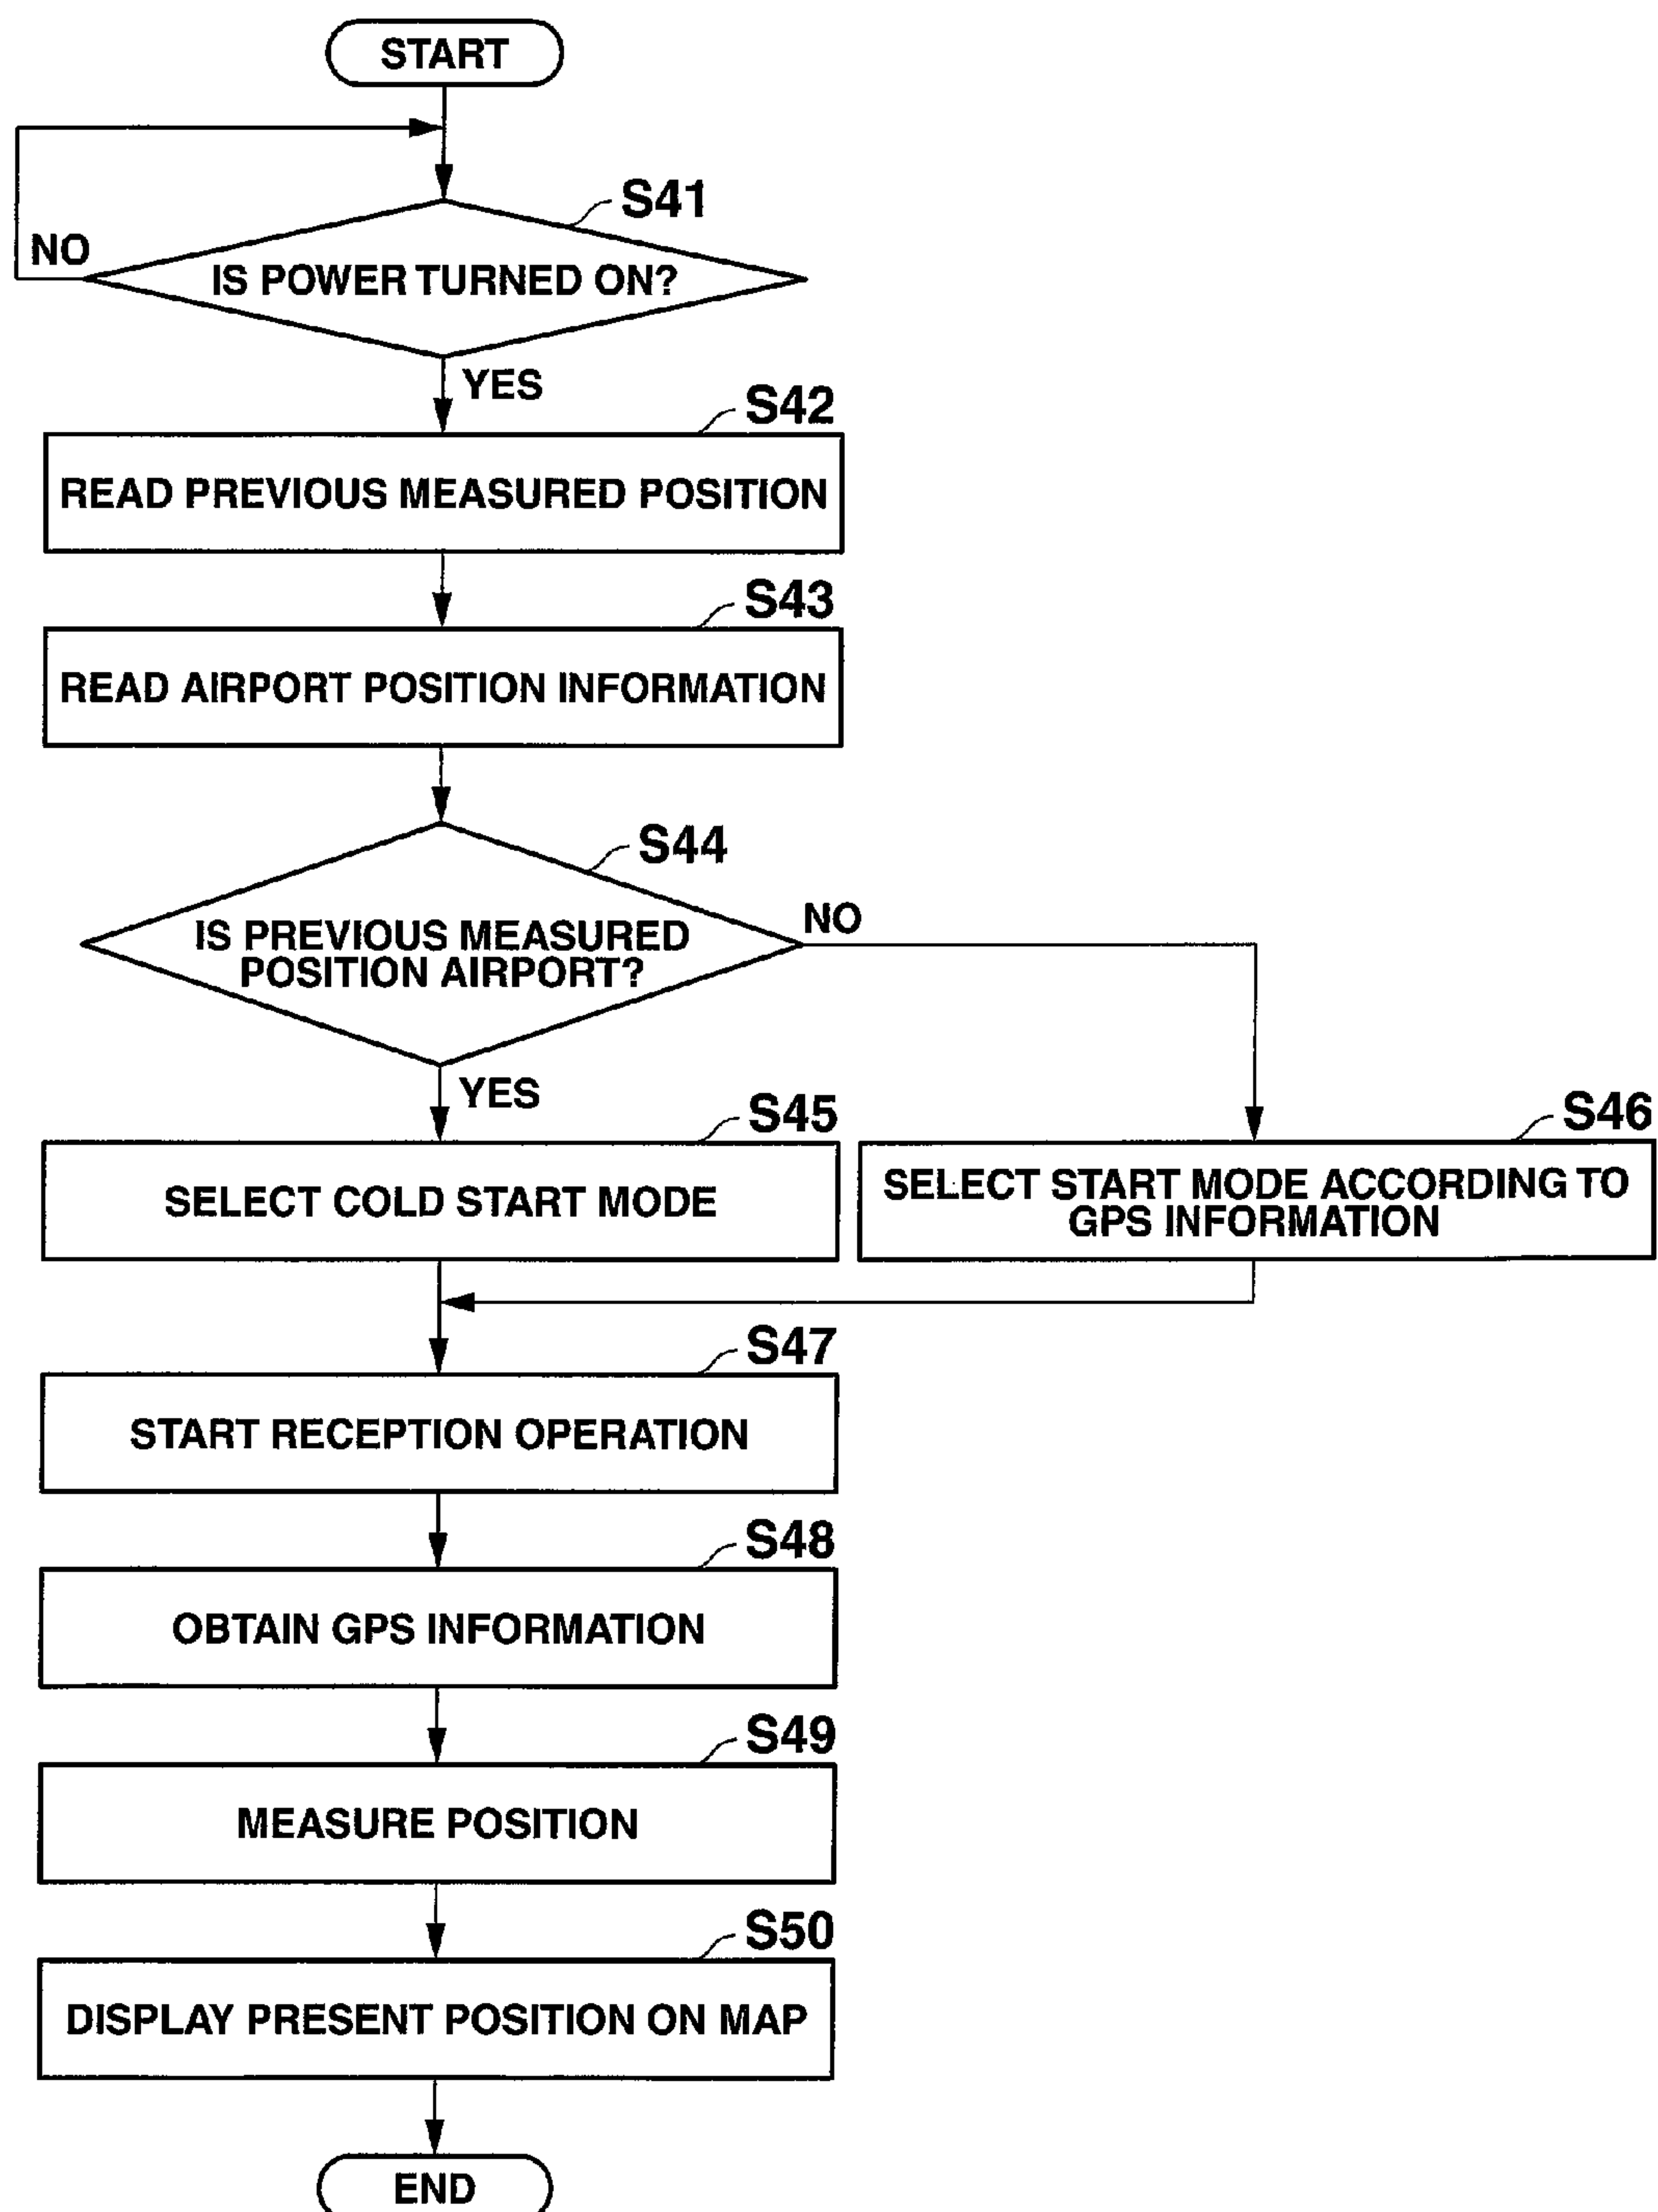 START
S41
NO
IS POWER TURNED ON?
YES
S42
READ PREVIOUS MEASURED POSITION
S43
READ AIRPORT POSITION INFORMATION
S44
IS PREVIOUS MEASURED
POSITION AIRPORT?
NO
YES
S45
SELECT COLD START MODE
S46
SELECT START MODE ACCORDING TO
GPS INFORMATION
S47
START RECEPTION OPERATION
S48
OBTAIN GPS INFORMATION
S49
MEASURE POSITION
S50
DISPLAY PRESENT POSITION ON MAP
END